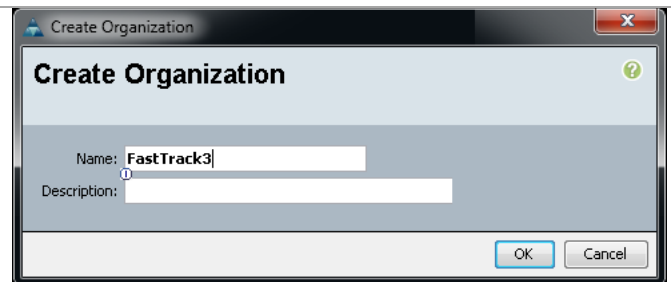 Create Organization
Create Organization
Name: FastTrack3
Description:
OK Cancel